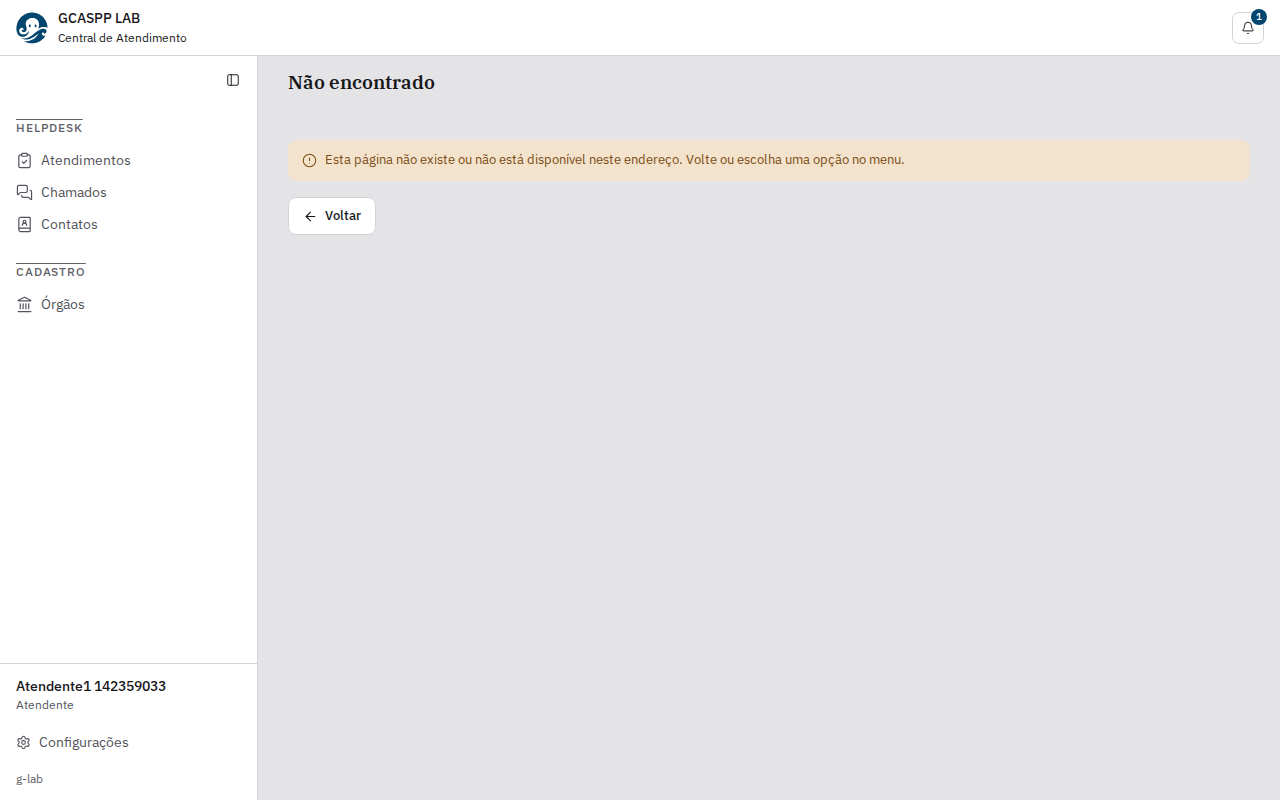 GCASPP LAB
Central de Atendimento
1
HELPDESK
Atendimentos
Chamados
Contatos
CADASTRO
Órgãos
Atendente1 142359033
Atendente
Configurações
g-lab
Não encontrado
Esta página não existe ou não está disponível neste endereço. Volte ou escolha uma opção no menu.
Voltar